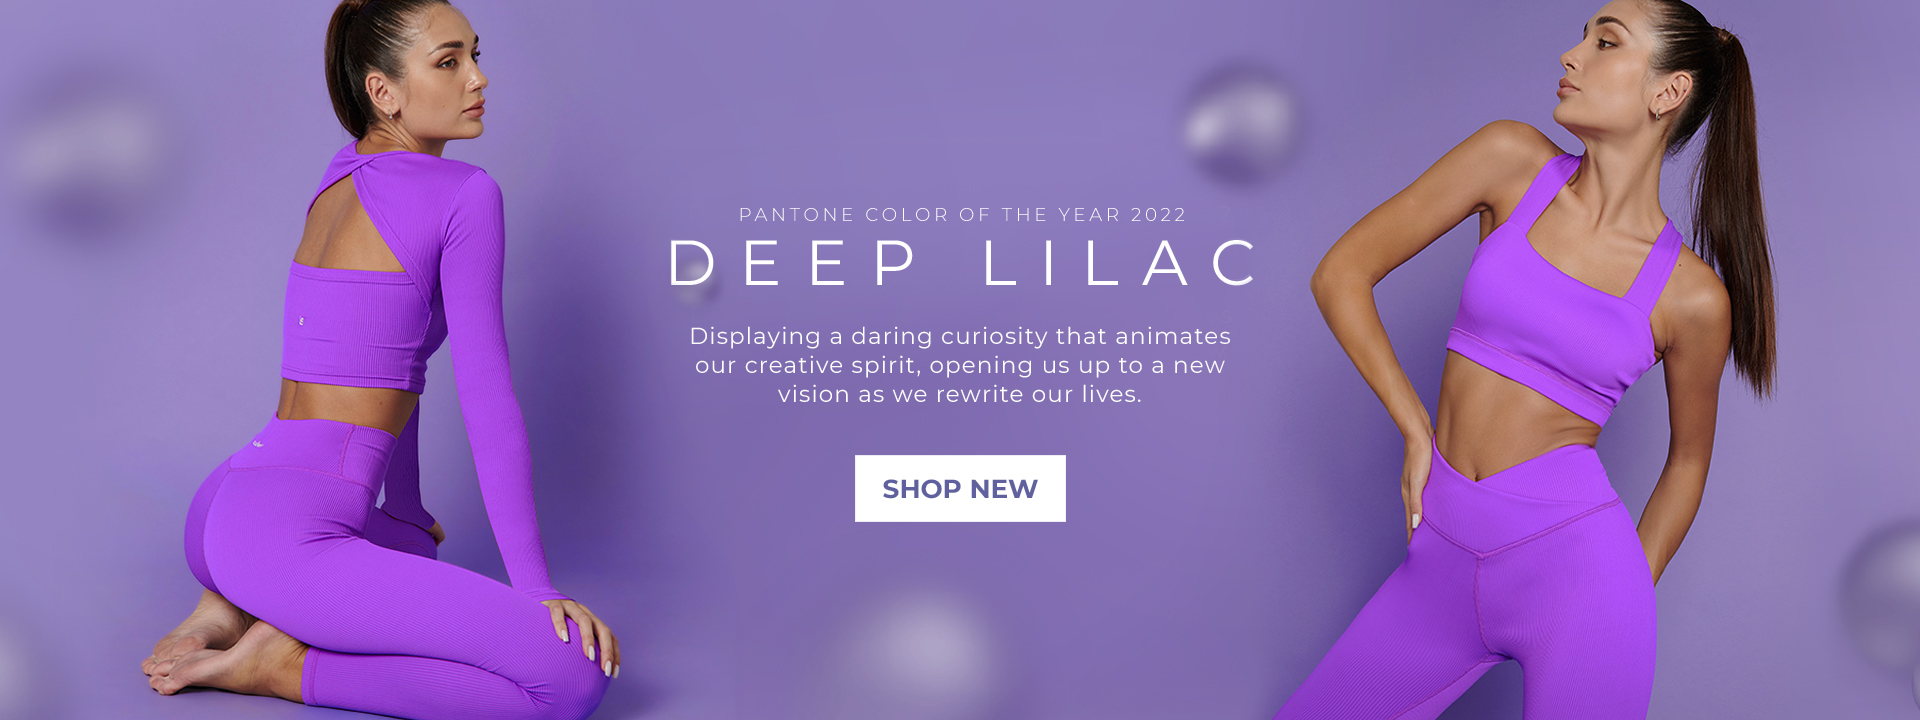 PANTONE COLOR OF THE YEAR 2022
DEEP LILAC
Displaying a daring curiosity that animates
our creative spirit, opening us up to a new
vision as we rewrite our lives.
SHOP NEW